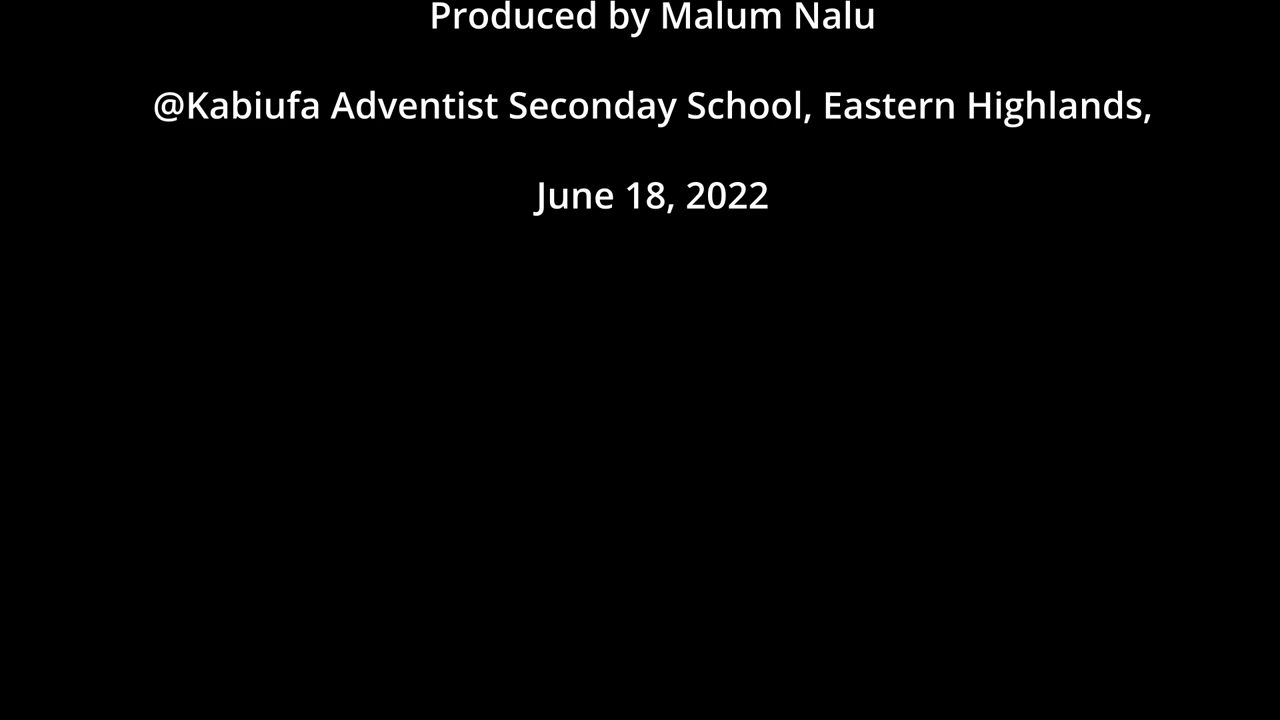 Produced by Malum Nalu
@Kabiufa Adventist Seconday School, Eastern Highlands,
June 18, 2022